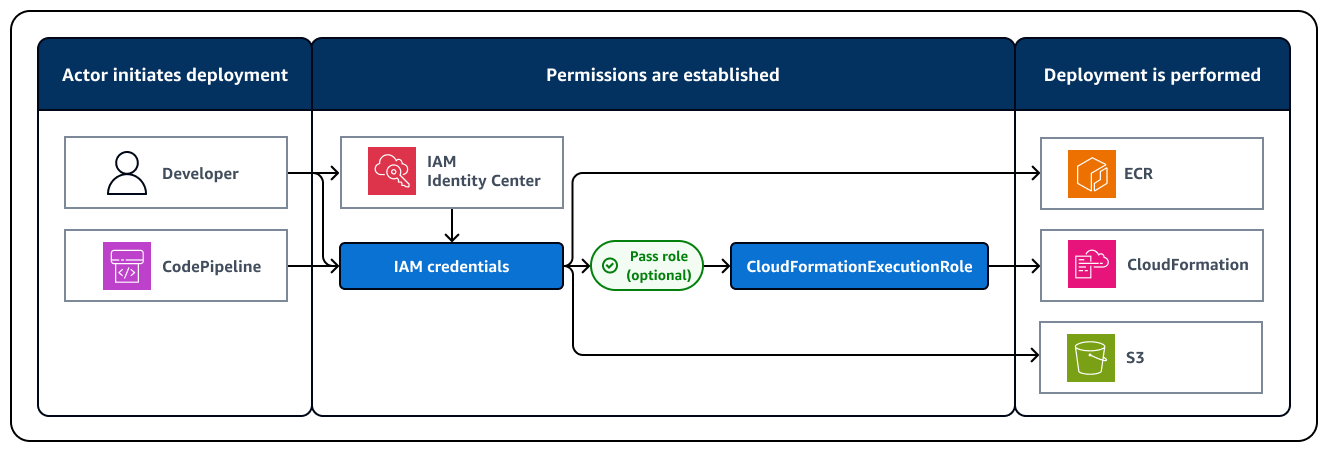 Actor initiates deployment
Permissions are established
Deployment is performed
Developer
CodePipeline
IAM
Identity Center
IAM credentials
Pass role
(optional)
CloudFormationExecutionRole
ECR
CloudFormation
S3